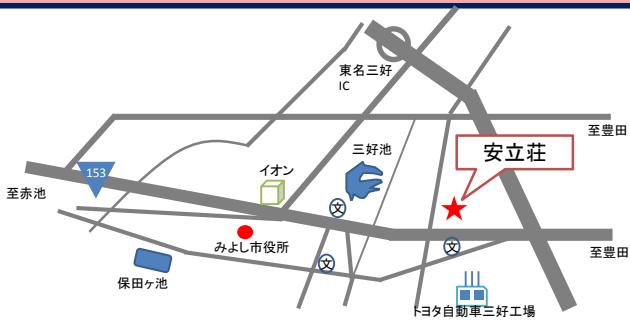 東名三好
IC
至豊田
安立荘
三好池
153
イオン
至赤池
文
みよし市役所
文
至豊田
文
保田ヶ池
トヨタ自動車三好工場